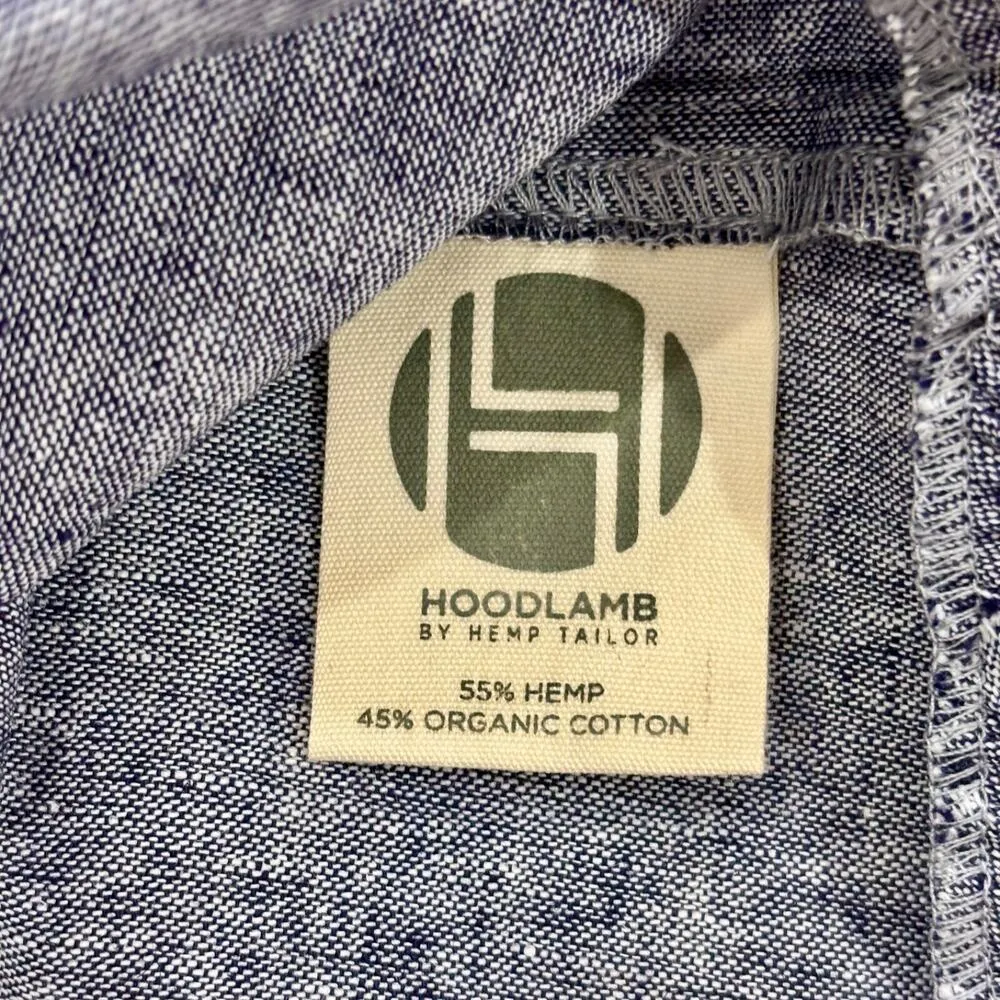 HOODLAMB
BY HEMP TAILOR
55% HEMP
45% ORGANIC COTTON